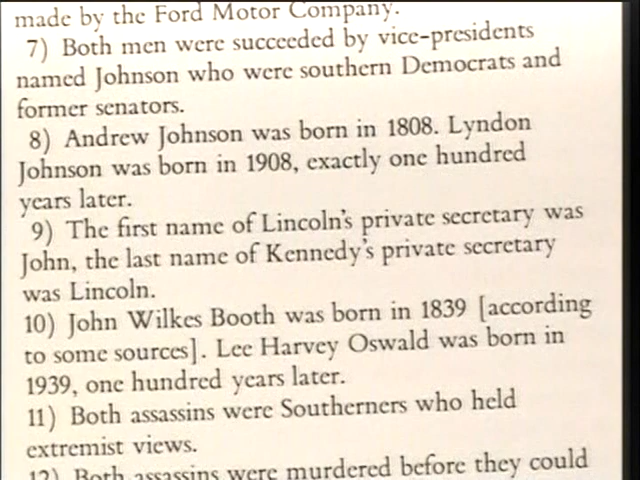 made by the Ford Motor Company.
7) Both men were succeeded by vice-presidents
named Johnson who were southern Democrats and
former senators.
8) Andrew Johnson was born in 1808. Lyndon
Johnson was born in 1908, exactly one hundred
years later.
9) The first name of Lincoln's private secretary was
John, the last name of Kennedy's private secretary
was Lincoln.
10) John Wilkes Booth was born in 1839 [according
to some sources]. Lee Harvey Oswald was born in
1939, one hundred years later.
11) Both assassins were Southerners who held
extremist views.
12) Both assassins were murdered before they could